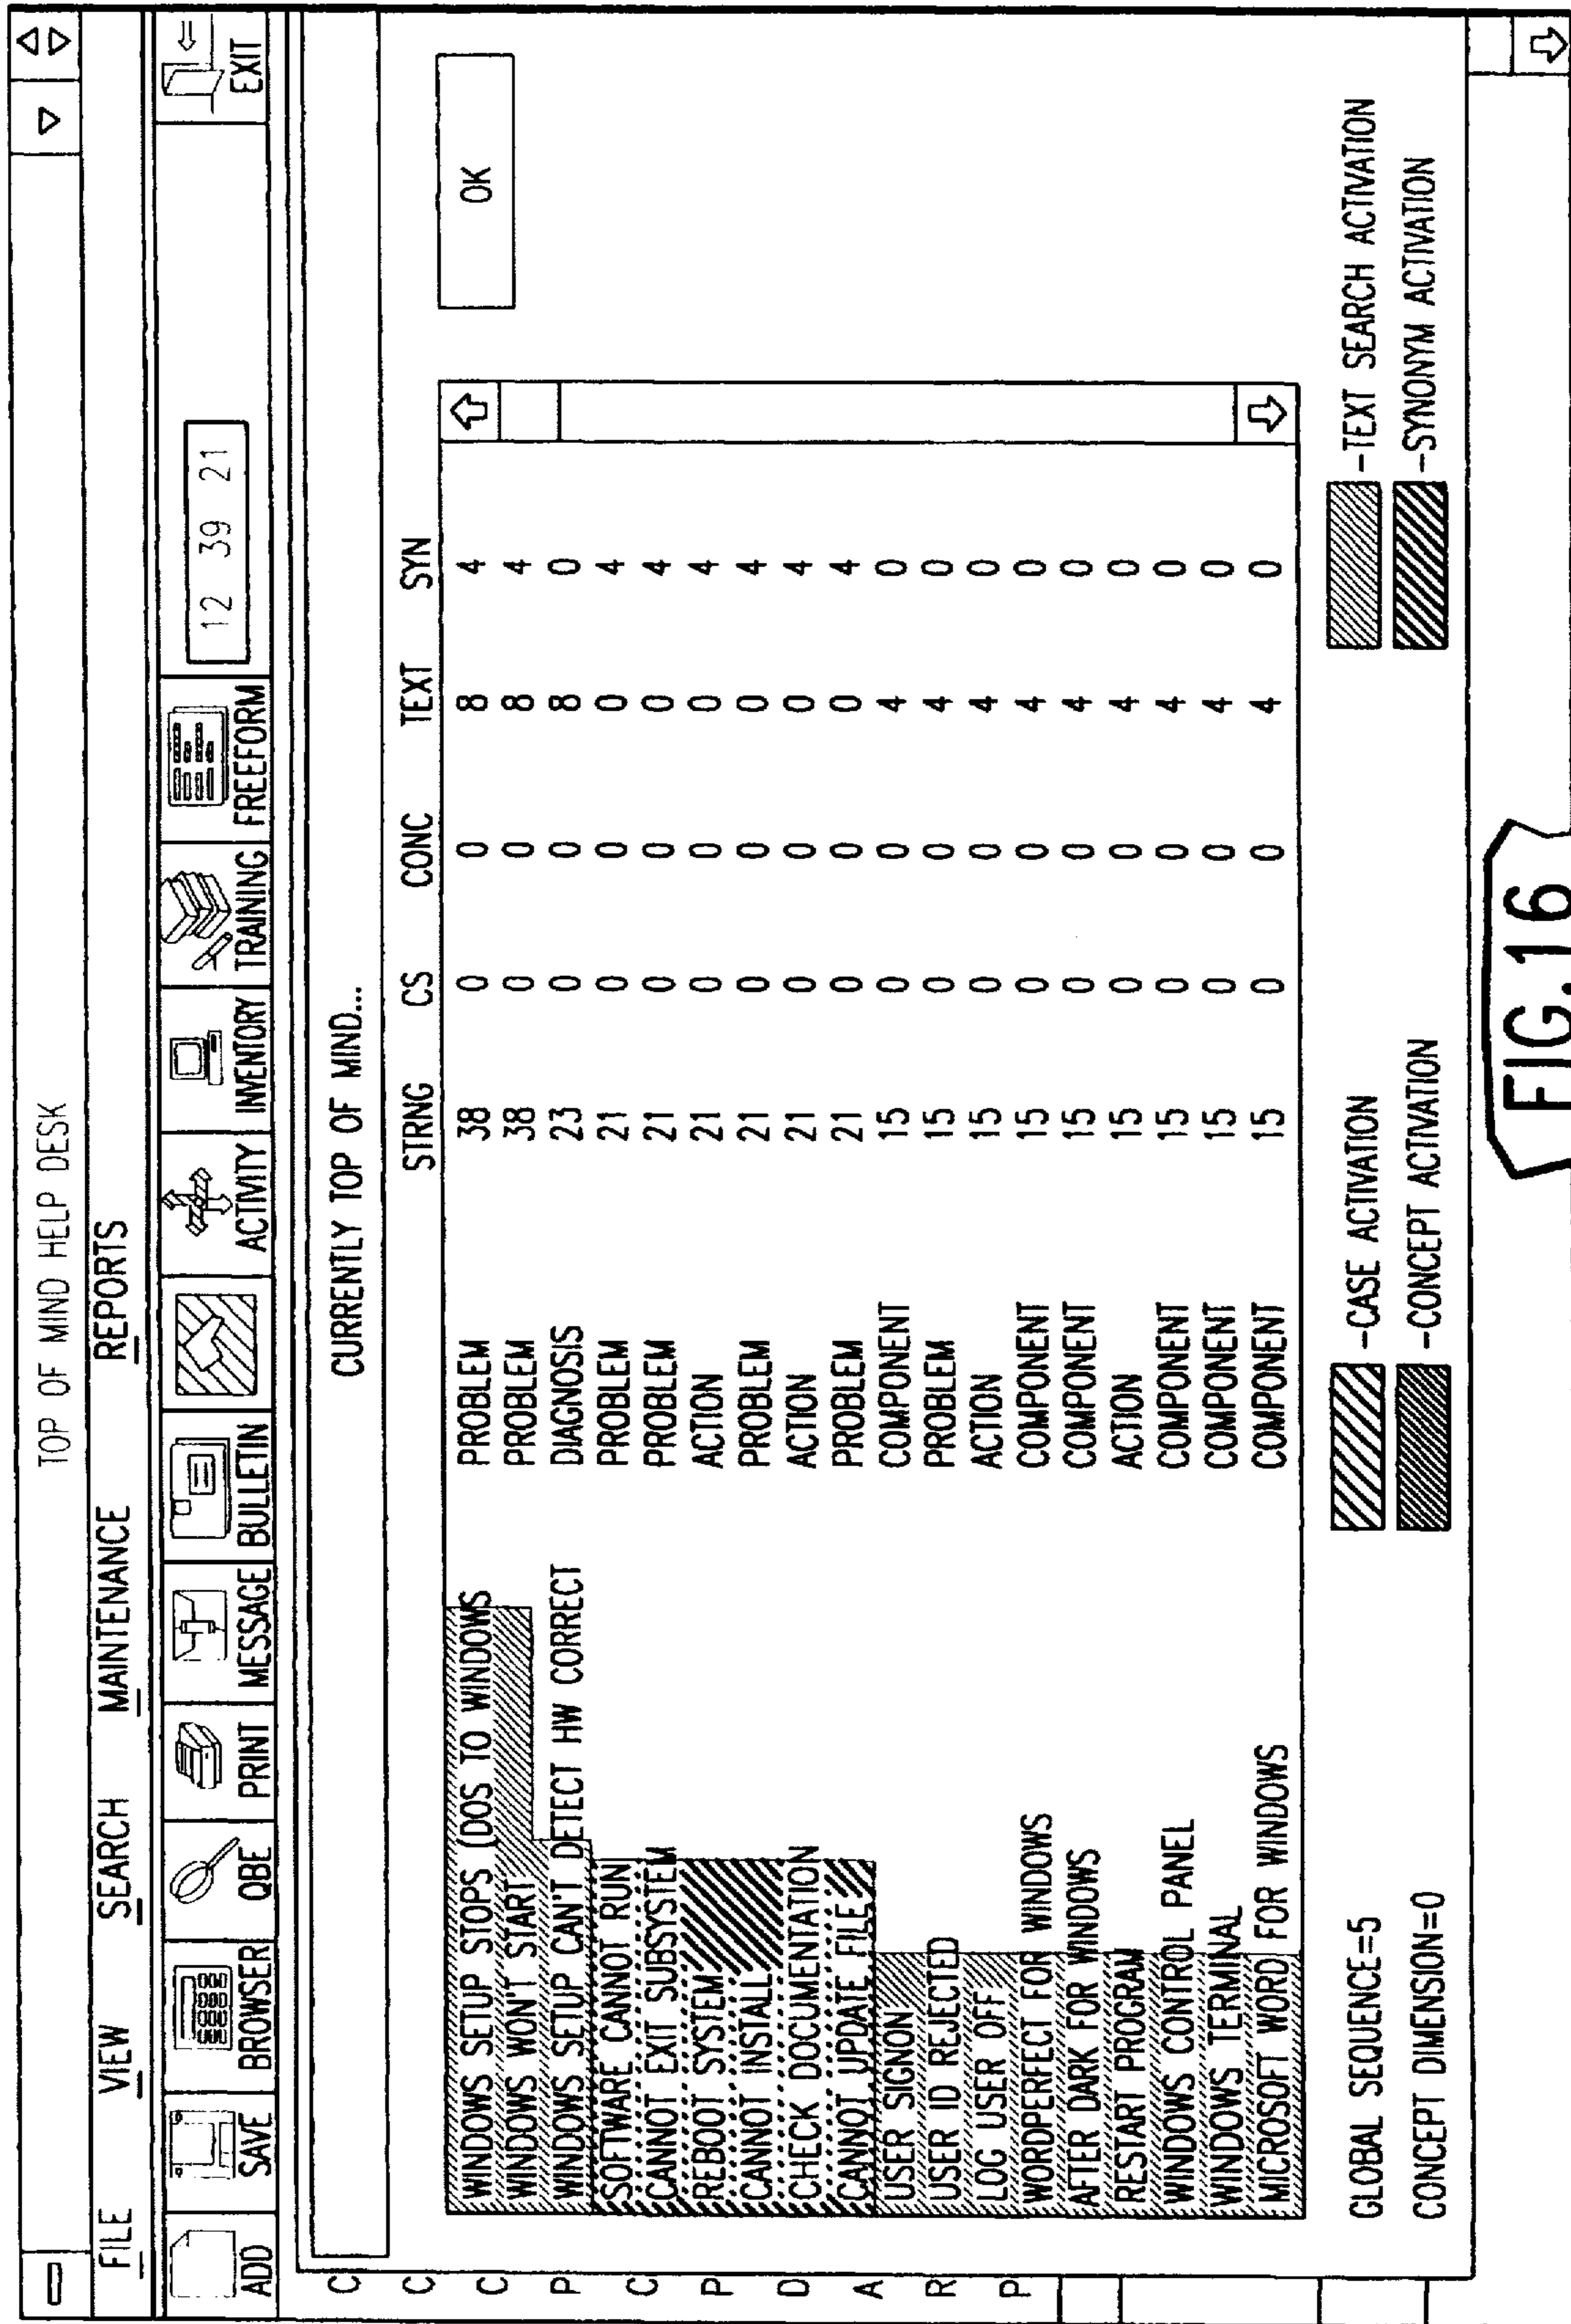 TOP OF MIND HELP DESK
FILE VIEW SEARCH MAINTENANCE REPORTS
ADD SAVE BROWSER QBE PRINT MESSAGE BULLETIN ACTIVITY INVENTORY TRAINING FREEFORM 12 39 21 EXIT
CURRENTLY TOP OF MIND...
STRNG CS CONC TEXT SYN
WINDOWS SETUP STOPS (DOS TO WINDOWS PROBLEM 38 0 0 8 4
WINDOWS WON'T START PROBLEM 38 0 0 8 4
WINDOWS SETUP CAN'T DETECT HW CORRECT DIAGNOSIS 23 0 0 8 0
SOFTWARE CANNOT RUN PROBLEM 21 0 0 0 4
CANNOT EXIT SUBSYSTEM PROBLEM 21 0 0 0 4
REBOOT SYSTEM ACTION 21 0 0 0 4
CANNOT INSTALL PROBLEM 21 0 0 0 4
CHECK DOCUMENTATION ACTION 21 0 0 0 4
CANNOT UPDATE FILE PROBLEM 21 0 0 0 4
USER SIGNON COMPONENT 15 0 0 4 0
USER ID REJECTED PROBLEM 15 0 0 4 0
LOG USER OFF ACTION 15 0 0 4 0
WORDPERFECT FOR WINDOWS COMPONENT 15 0 0 4 0
AFTER DARK FOR WINDOWS COMPONENT 15 0 0 4 0
RESTART PROGRAM ACTION 15 0 0 4 0
WINDOWS CONTROL PANEL COMPONENT 15 0 0 4 0
WINDOWS TERMINAL COMPONENT 15 0 0 4 0
MICROSOFT WORD FOR WINDOWS COMPONENT 15 0 0 4 0
OK
C
C
C
P
C
P
D
A
R
P
GLOBAL SEQUENCE=5 -CASE ACTIVATION -TEXT SEARCH ACTIVATION
CONCEPT DIMENSION=0 -CONCEPT ACTIVATION -SYNONYM ACTIVATION
FIG.16